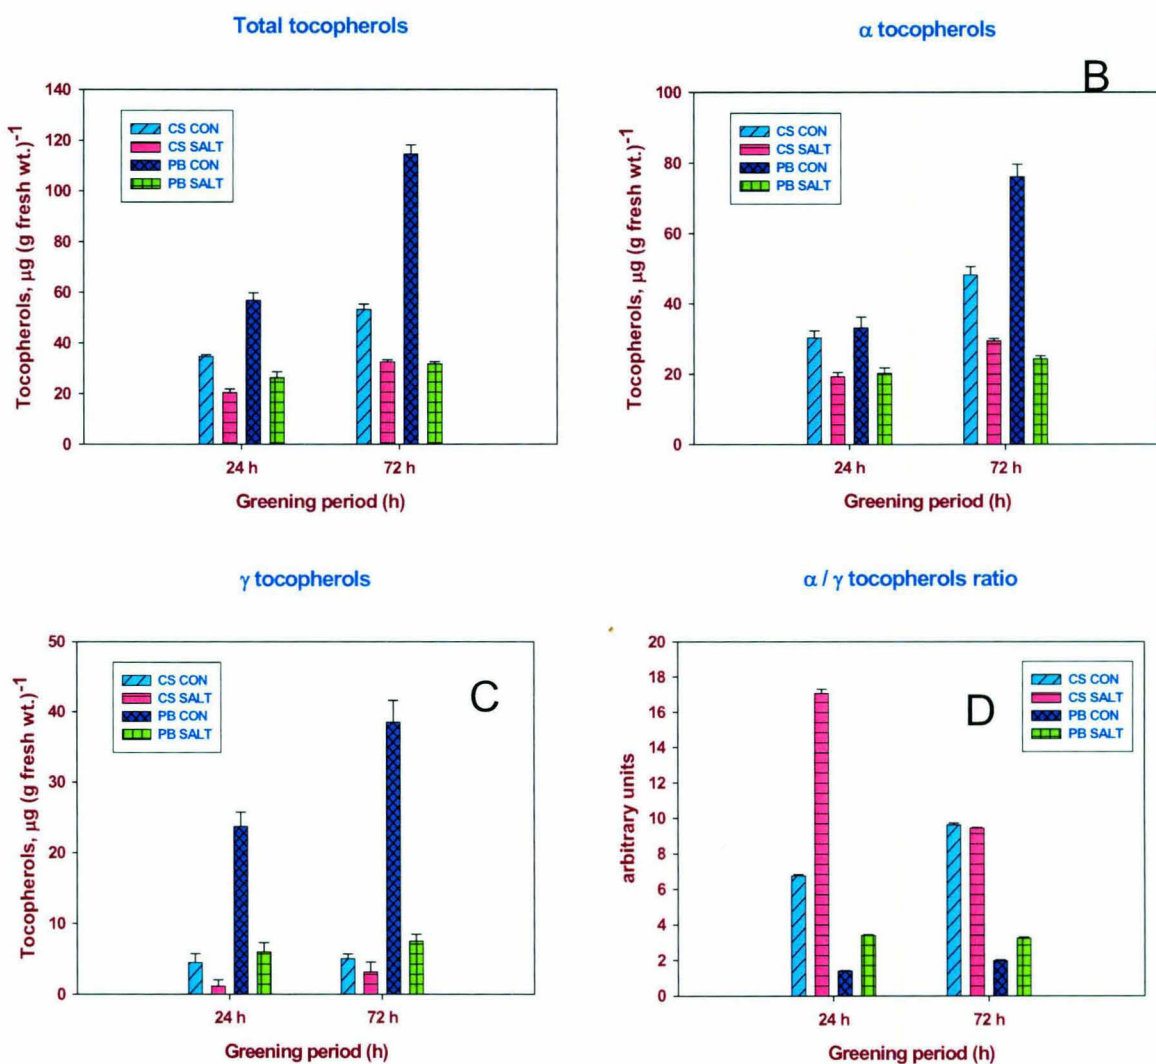 Total tocopherols
140
120
100
80
60
40
20
0
Tocopherols, µg (g fresh wt.)⁻¹
CS CON
CS SALT
PB CON
PB SALT
24 h
72 h
Greening period (h)
α tocopherols
B
100
80
60
40
20
0
Tocopherols, µg (g fresh wt.)⁻¹
CS CON
CS SALT
PB CON
PB SALT
24 h
72 h
Greening period (h)
γ tocopherols
C
50
40
30
20
10
0
Tocopherols, µg (g fresh wt.)⁻¹
CS CON
CS SALT
PB CON
PB SALT
24 h
72 h
Greening period (h)
α / γ tocopherols ratio
D
20
18
16
14
12
10
8
6
4
2
0
arbitrary units
CS CON
CS SALT
PB CON
PB SALT
24 h
72 h
Greening period (h)